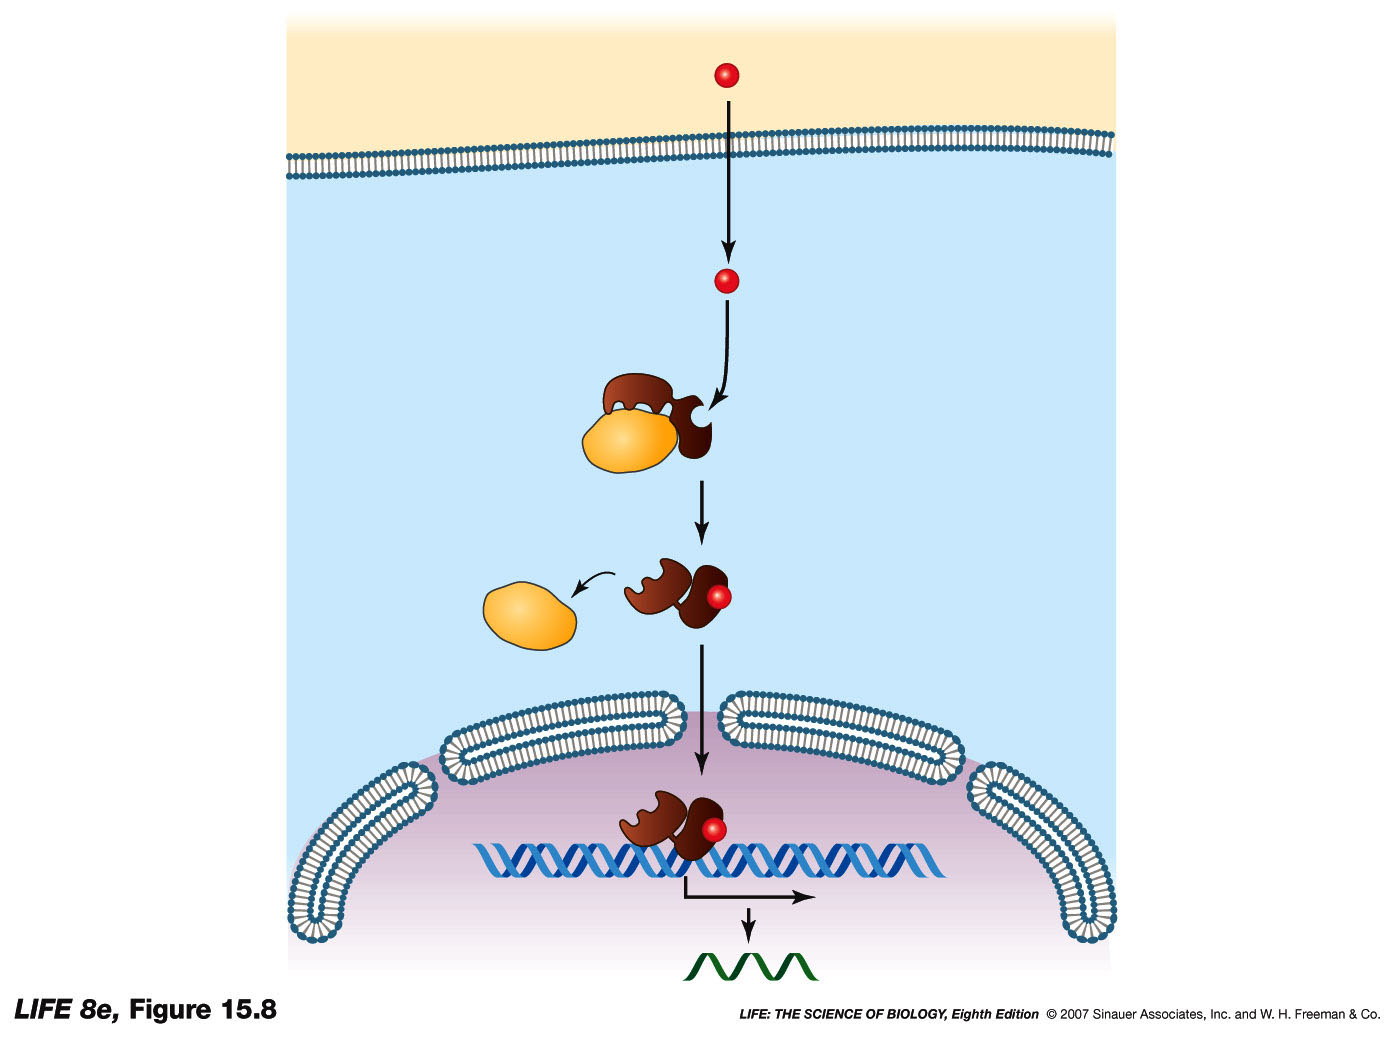 LIFE 8e, Figure 15.8
LIFE: THE SCIENCE OF BIOLOGY, Eighth Edition © 2007 Sinauer Associates, Inc. and W. H. Freeman & Co.